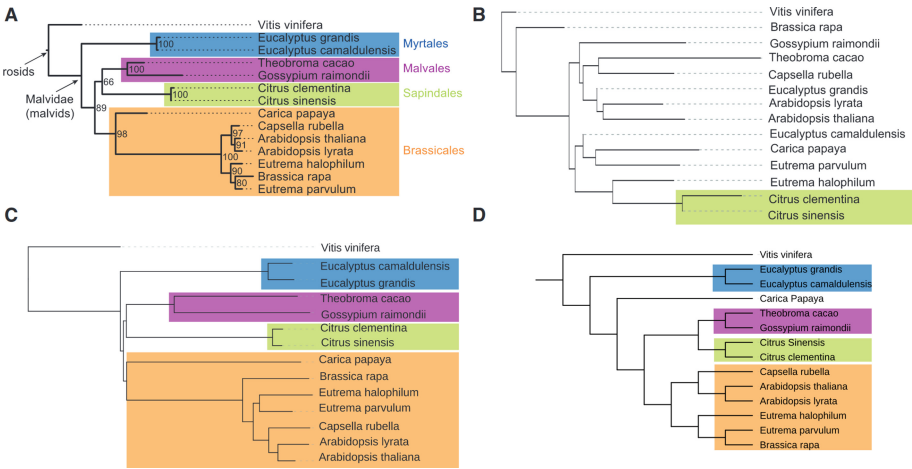 A
Vitis vinifera
Eucalyptus grandis
100
Eucalyptus camaldulensis
Myrtales
rosids
Theobroma cacao
100
Gossypium raimondii
Malvales
66
Citrus clementina
100
Citrus sinensis
Sapindales
Malvidae
(malvids)
89
Carica papaya
98
Capsella rubella
97
Arabidopsis thaliana
91
Arabidopsis lyrata
Brassicales
100
Eutrema halophilum
90
Brassica rapa
80
Eutrema parvulum
B
Vitis vinifera
Brassica rapa
Gossypium raimondii
Theobroma cacao
Capsella rubella
Eucalyptus grandis
Arabidopsis lyrata
Arabidopsis thaliana
Eucalyptus camaldulensis
Carica papaya
Eutrema parvulum
Eutrema halophilum
Citrus clementina
Citrus sinensis
C
Vitis vinifera
Eucalyptus camaldulensis
Eucalyptus grandis
Theobroma cacao
Gossypium raimondii
Citrus clementina
Citrus sinensis
Carica papaya
Brassica rapa
Eutrema halophilum
Eutrema parvulum
Capsella rubella
Arabidopsis lyrata
Arabidopsis thaliana
D
Vitis vinifera
Eucalyptus grandis
Eucalyptus camaldulensis
Carica Papaya
Theobroma cacao
Gossypium raimondii
Citrus Sinensis
Citrus clementina
Capsella rubella
Arabidopsis thaliana
Arabidopsis lyrata
Eutrema halophilum
Eutrema parvulum
Brassica rapa